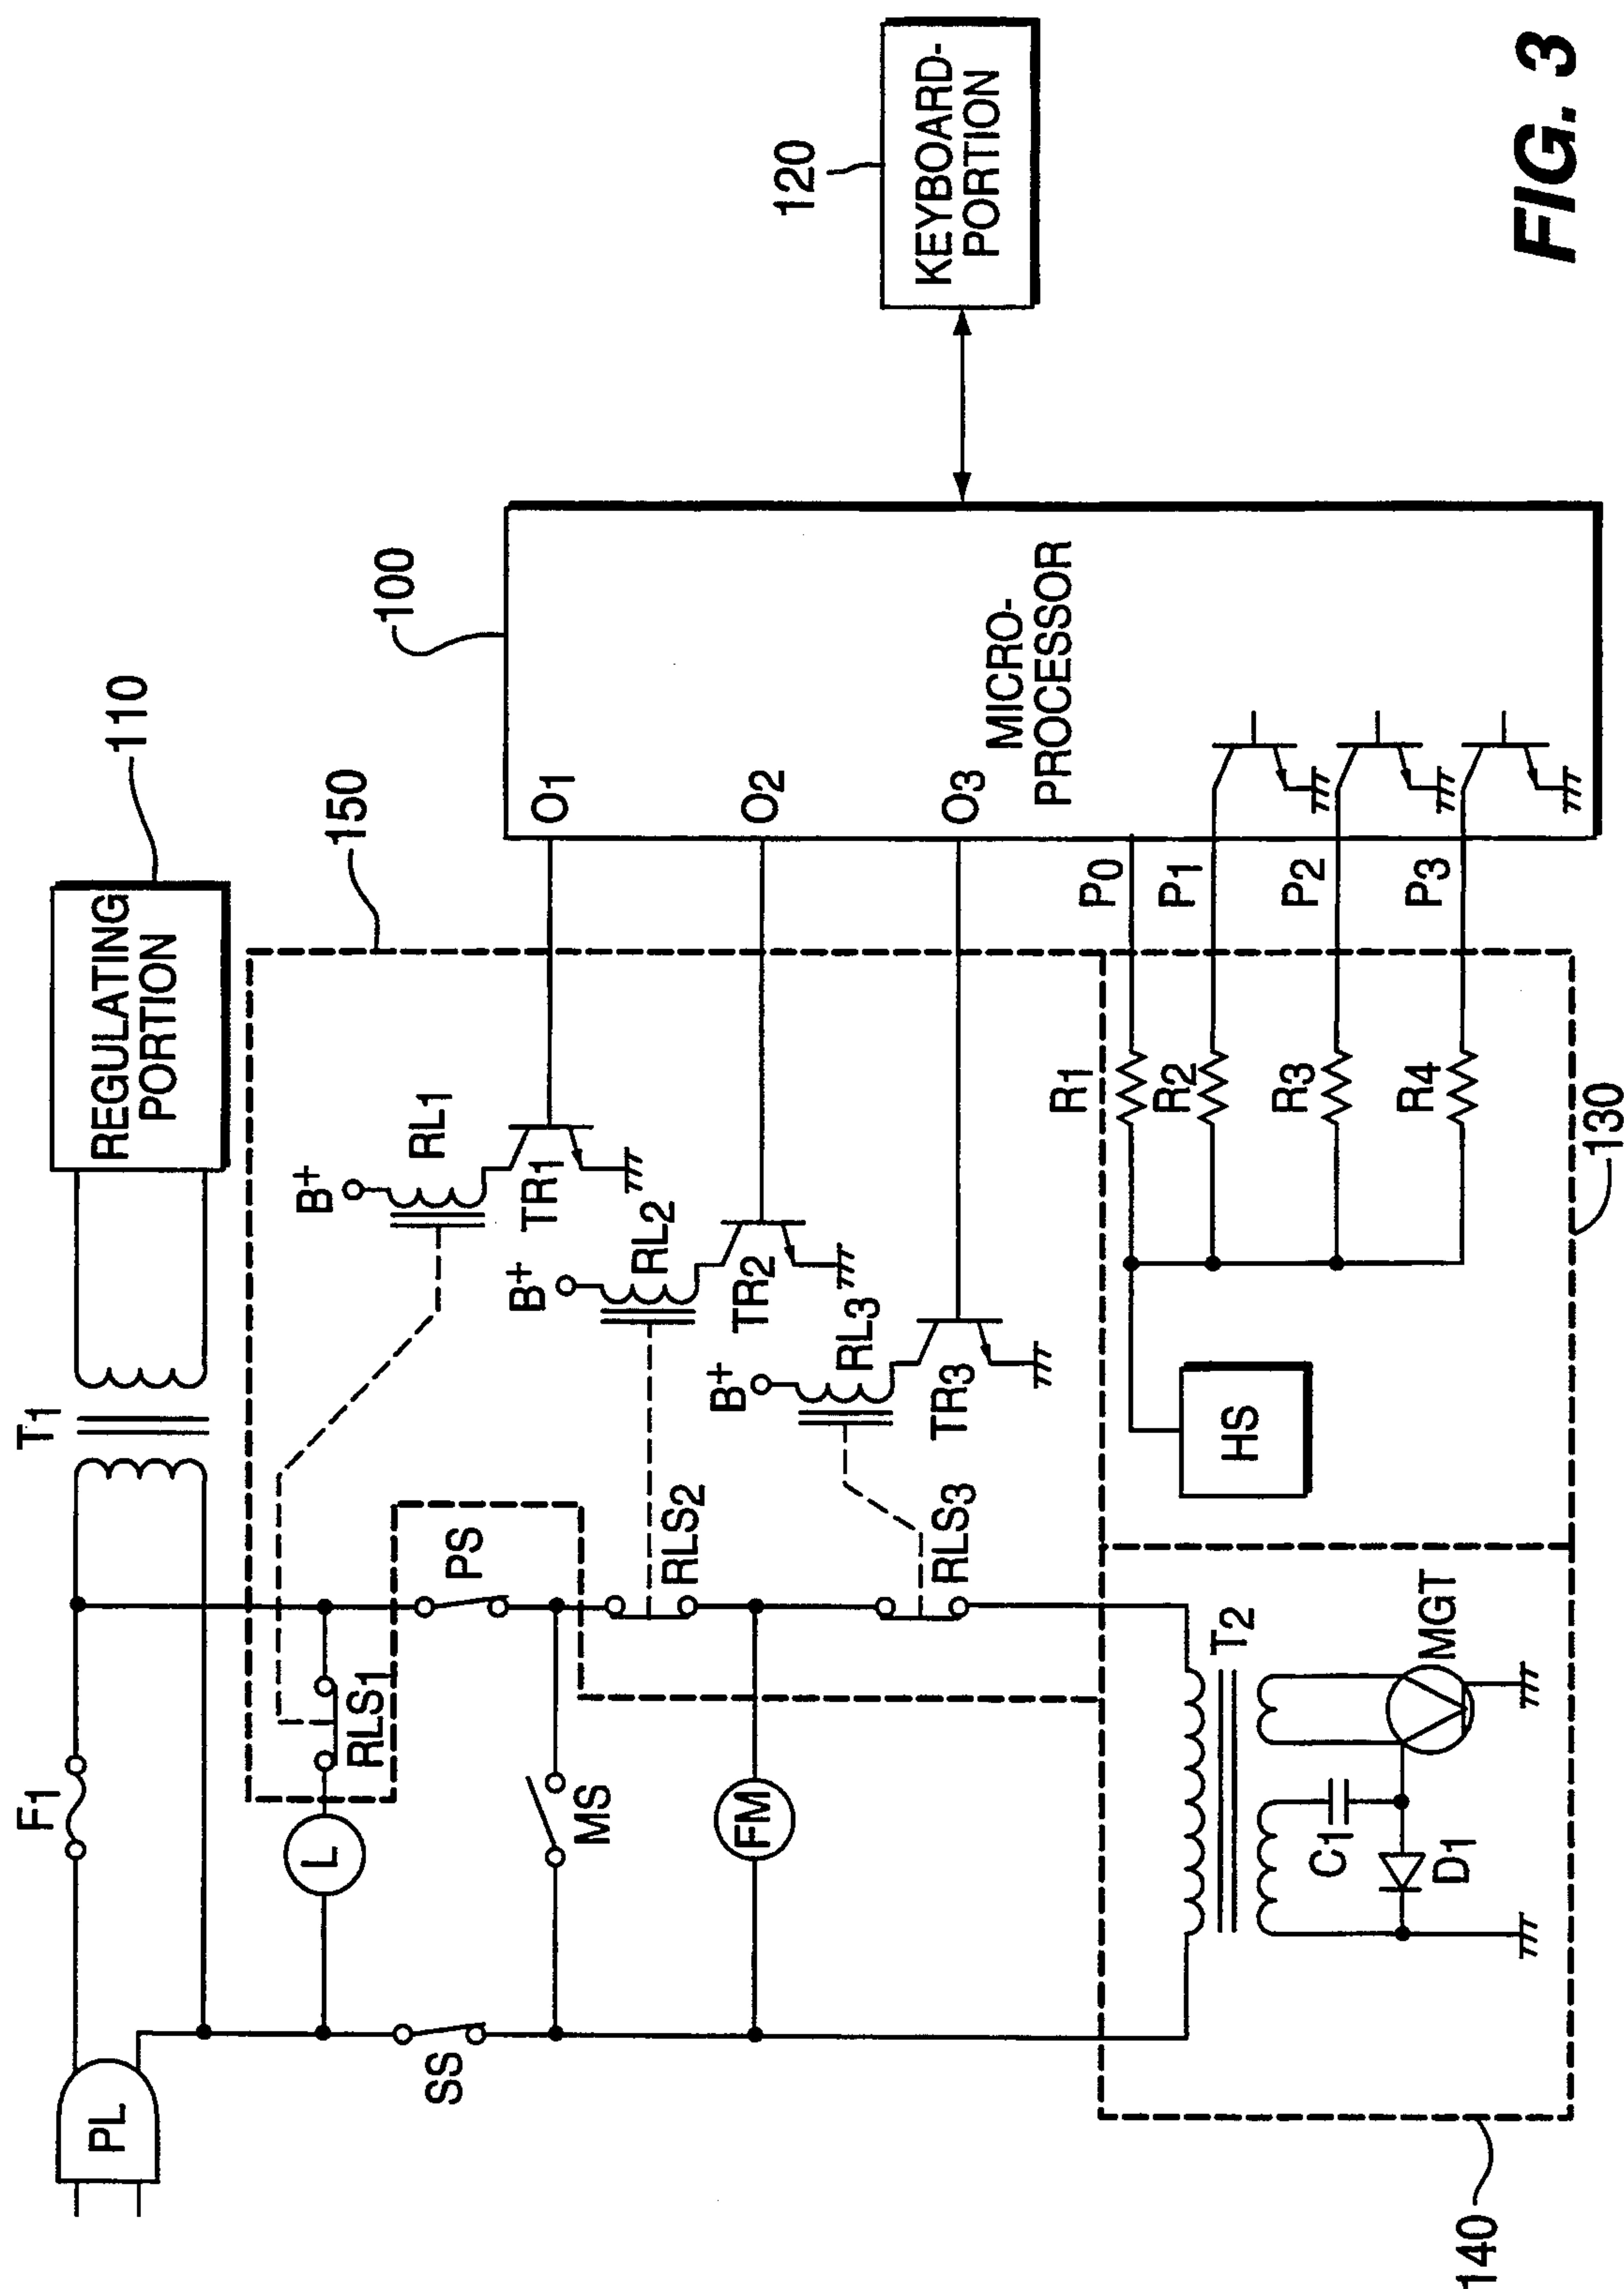 PL
F1
T1
REGULATING
PORTION
110
150
L
RLS1
B+
RL1
TR1
O1
100
SS
PS
MS
RLS2
B+
RL2
TR2
O2
FM
RLS3
B+
RL3
TR3
O3
MICRO-
PROCESSOR
120
KEYBOARD-
PORTION
T2
C1
D1
MGT
HS
R1
R2
R3
R4
P0
P1
P2
P3
130
140
FIG. 3